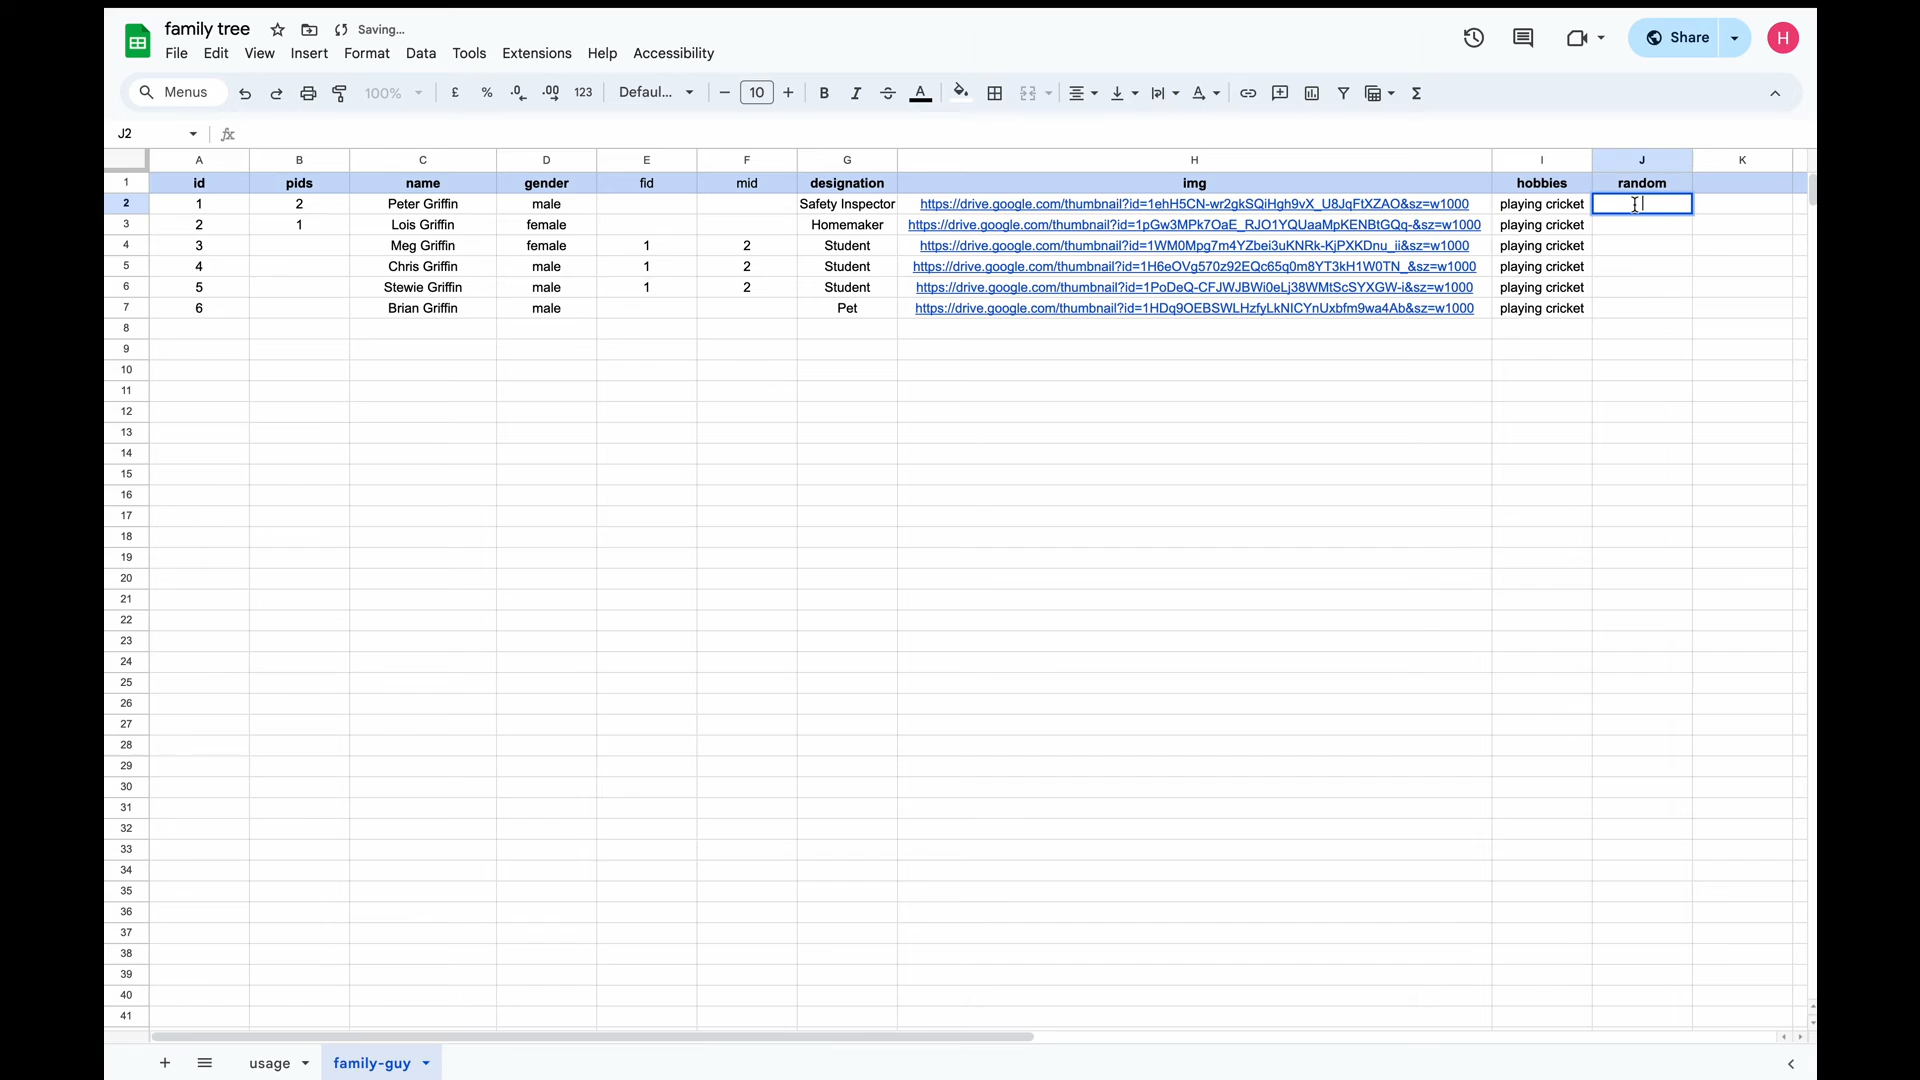 family tree Saving...
File Edit View Insert Format Data Tools Extensions Help Accessibility
Share H
Menus 100% £ % .0 .00 123 Defaul... − 10 + B I S A Σ
J2 fx
A B C D E F G H I J K
1 id pids name gender fid mid designation img hobbies random
2 1 2 Peter Griffin male Safety Inspector https://drive.google.com/thumbnail?id=1ehH5CN-wr2gkSQiHgh9vX_U8JqFtXZAO&sz=w1000 playing cricket
3 2 1 Lois Griffin female Homemaker https://drive.google.com/thumbnail?id=1pGw3MPk7OaE_RJO1YQUaaMpKENBtGQq-&sz=w1000 playing cricket
4 3 Meg Griffin female 1 2 Student https://drive.google.com/thumbnail?id=1WM0Mpg7m4YZbei3uKNRk-KjPXKDnu_ii&sz=w1000 playing cricket
5 4 Chris Griffin male 1 2 Student https://drive.google.com/thumbnail?id=1H6eOVg570z92EQc65q0m8YT3kH1W0TN_&sz=w1000 playing cricket
6 5 Stewie Griffin male 1 2 Student https://drive.google.com/thumbnail?id=1PoDeQ-CFJWJBWi0eLj38WMtScSYXGW-i&sz=w1000 playing cricket
7 6 Brian Griffin male Pet https://drive.google.com/thumbnail?id=1HDq9OEBSWLHzfyLkNICYnUxbfm9wa4Ab&sz=w1000 playing cricket
8
9
10
11
12
13
14
15
16
17
18
19
20
21
22
23
24
25
26
27
28
29
30
31
32
33
34
35
36
37
38
39
40
41
usage family-guy